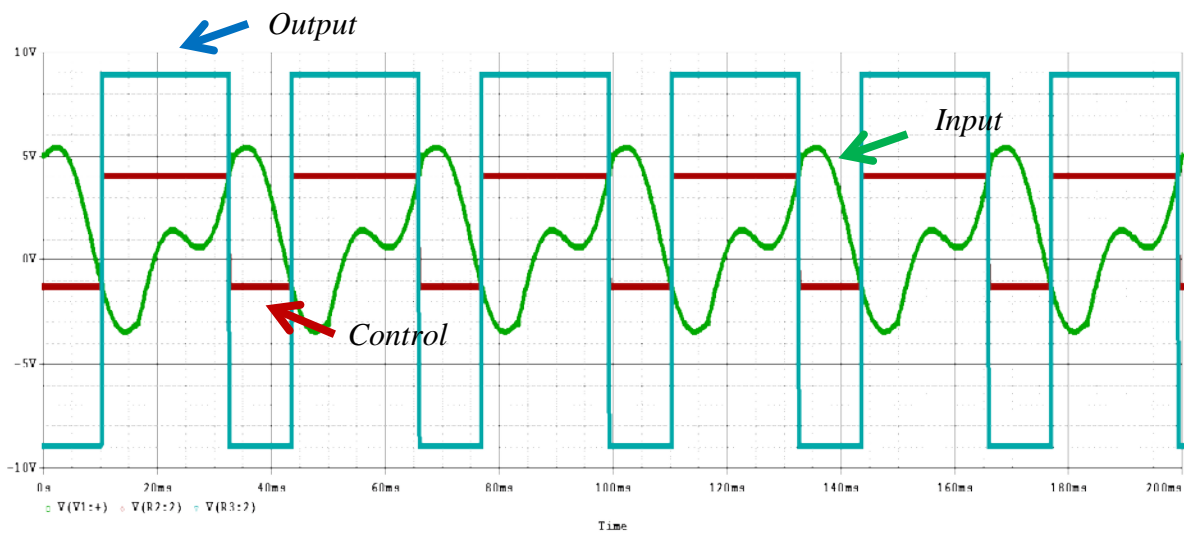 Output
10V
Input
5V
0V
Control
-5V
-10V
0s 20ms 40ms 60ms 80ms 100ms 120ms 140ms 160ms 180ms 200ms
V(V1:+) V(R2:2) V(R3:2)
Time